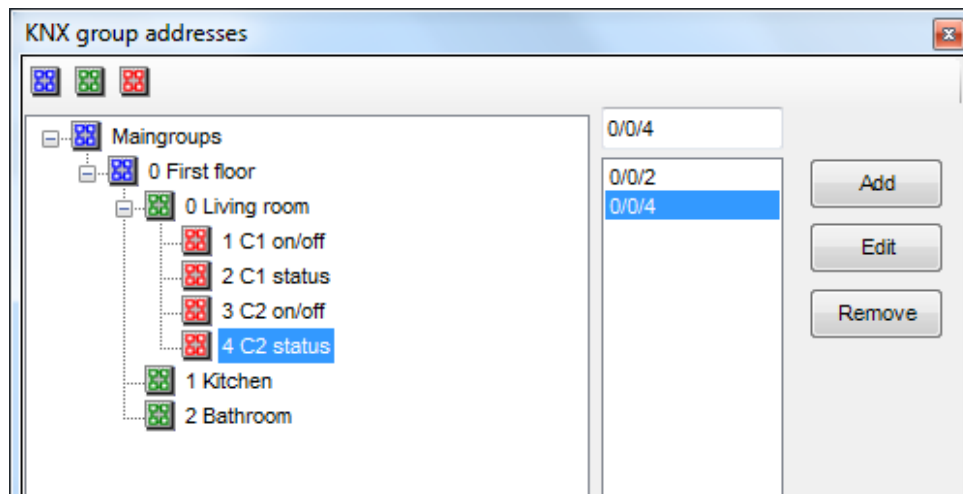 KNX group addresses
Maingroups
0 First floor
0 Living room
1 C1 on/off
2 C1 status
3 C2 on/off
4 C2 status
1 Kitchen
2 Bathroom
0/0/4
0/0/2
0/0/4
Add
Edit
Remove